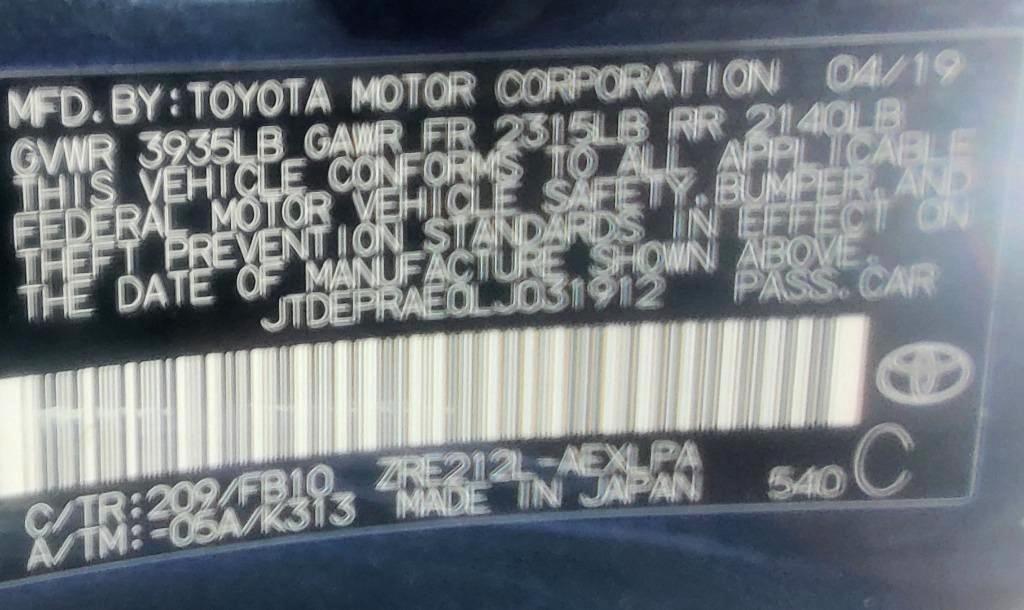 MFD. BY: TOYOTA MOTOR CORPORATION 04/19
GVWR 3935LB GAWR FR 2315LB RR 2140LB
THIS VEHICLE CONFORMS TO ALL APPLICABLE
FEDERAL MOTOR VEHICLE SAFETY, BUMPER, AND
THEFT PREVENTION STANDARDS IN EFFECT ON
THE DATE OF MANUFACTURE SHOWN ABOVE.
JTDEPRAE0LJ031912 PASS. CAR
C/TR: 209/FB10 ZRE212L-AEXLPA
A/TM: -05A/K313 MADE IN JAPAN 540 C